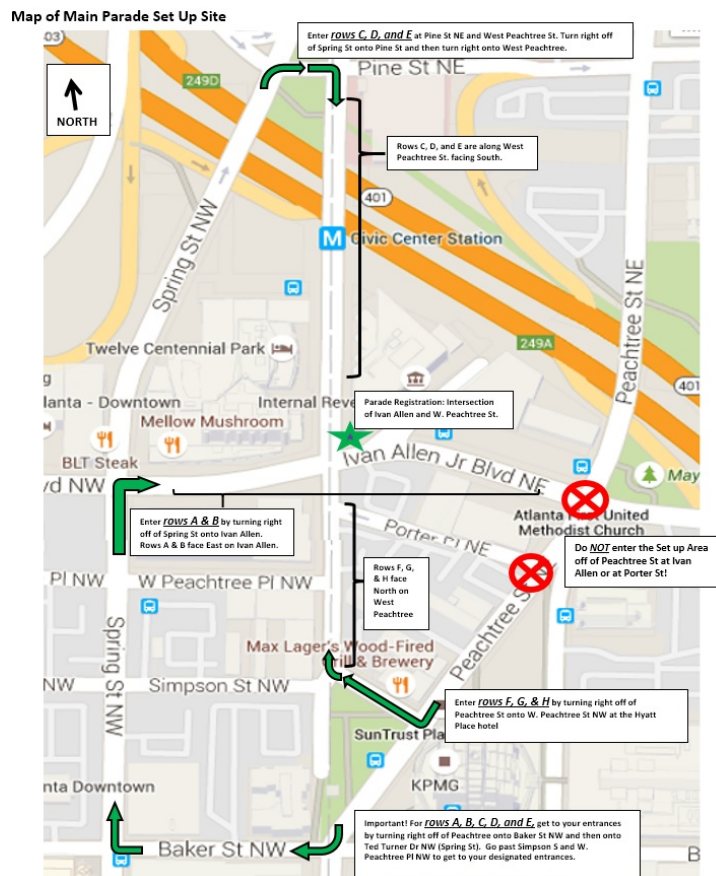 Map of Main Parade Set Up Site
Enter rows C, D, and E at Pine St NE and West Peachtree St. Turn right off
of Spring St onto Pine St and then turn right onto West Peachtree.
03
249D
Pine St NE
NORTH
Rows C, D, and E are along West
Peachtree St. facing South.
401
M
Civic Center Station
Spring St NW
Peachtree St NE
249A
Twelve Centennial Park
401
g
lanta - Downtown
Internal Reve
Parade Registration: Intersection
of Ivan Allen and W. Peachtree St.
Mellow Mushroom
BLT Steak
Ivan Allen Jr Blvd NE
May
vd NW
Atlanta First United
Methodist Church
Enter rows A & B by turning right
off of Spring St onto Ivan Allen.
Rows A & B face East on Ivan Allen.
Porter Pl NE
Do NOT enter the Set up Area
off of Peachtree St at Ivan
Allen or at Porter St!
Rows F, G,
& H face
North on
West
Peachtree
Pl NW
W Peachtree Pl NW
Peachtree S
Spring St NW
Max Lager's Wood-Fired
Grill & Brewery
NW
Simpson St NW
Enter rows F, G, & H by turning right off of
Peachtree St onto W. Peachtree St NW at the Hyatt
Place hotel
SunTrust Pla
KPMG
nta Downtown
Important! For rows A, B, C, D, and E, get to your entrances
by turning right off of Peachtree onto Baker St NW and then onto
Ted Turner Dr NW (Spring St). Go past Simpson S and W.
Peachtree Pl NW to get to your designated entrances.
Baker St NW
B